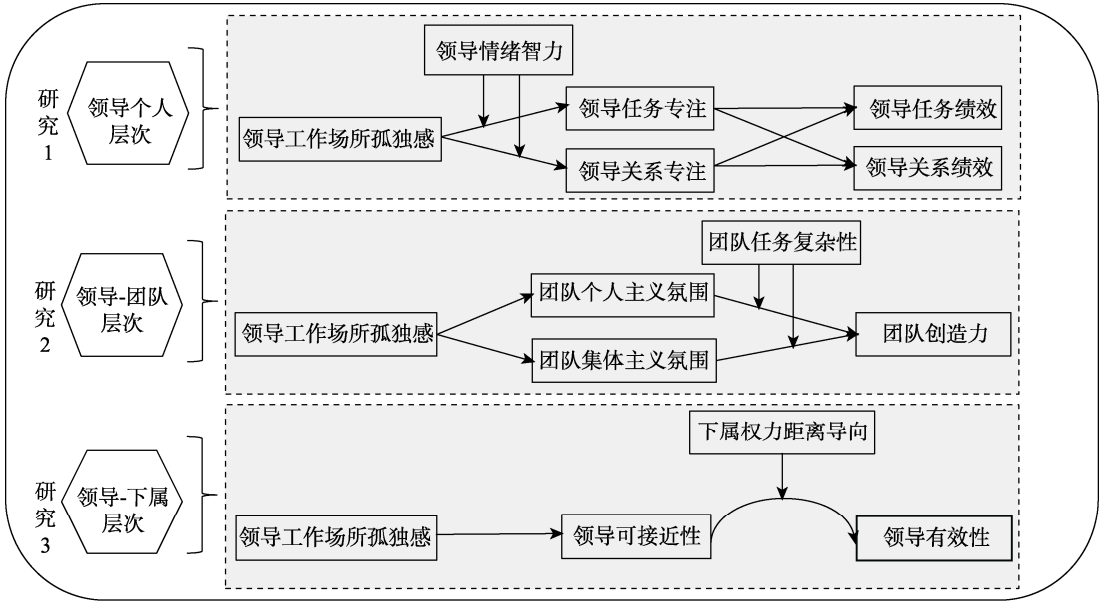 研究1
领导个人
层次
领导情绪智力
领导工作场所孤独感
领导任务专注
领导关系专注
领导任务绩效
领导关系绩效
研究2
领导-团队
层次
团队任务复杂性
领导工作场所孤独感
团队个人主义氛围
团队集体主义氛围
团队创造力
研究3
领导-下属
层次
下属权力距离导向
领导工作场所孤独感
领导可接近性
领导有效性